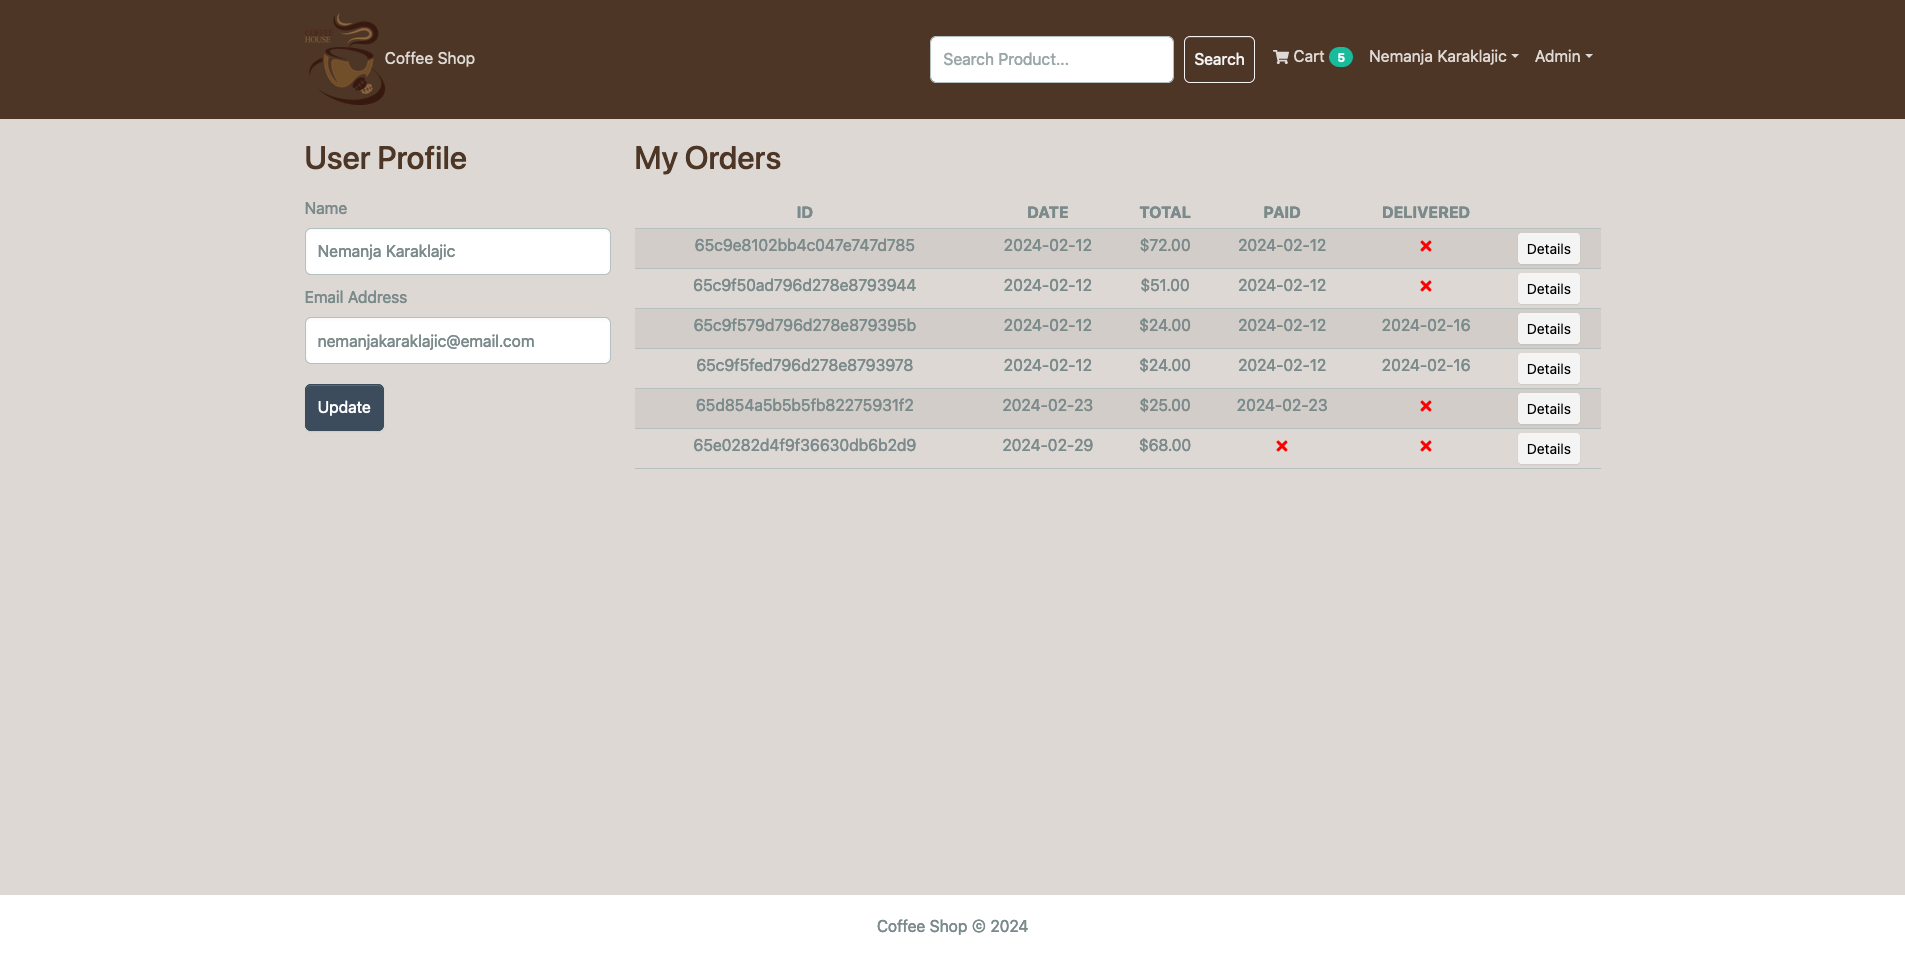 HOUSE
Coffee Shop
Search Product...
Search
Cart 5
Nemanja Karaklajic
Admin
User Profile
Name
Nemanja Karaklajic
Email Address
nemanjakaraklajic@email.com
Update
My Orders
ID DATE TOTAL PAID DELIVERED
65c9e8102bb4c047e747d785 2024-02-12 $72.00 2024-02-12 Details
65c9f50ad796d278e8793944 2024-02-12 $51.00 2024-02-12 Details
65c9f579d796d278e879395b 2024-02-12 $24.00 2024-02-12 2024-02-16 Details
65c9f5fed796d278e8793978 2024-02-12 $24.00 2024-02-12 2024-02-16 Details
65d854a5b5b5fb82275931f2 2024-02-23 $25.00 2024-02-23 Details
65e0282d4f9f36630db6b2d9 2024-02-29 $68.00 Details
Coffee Shop © 2024